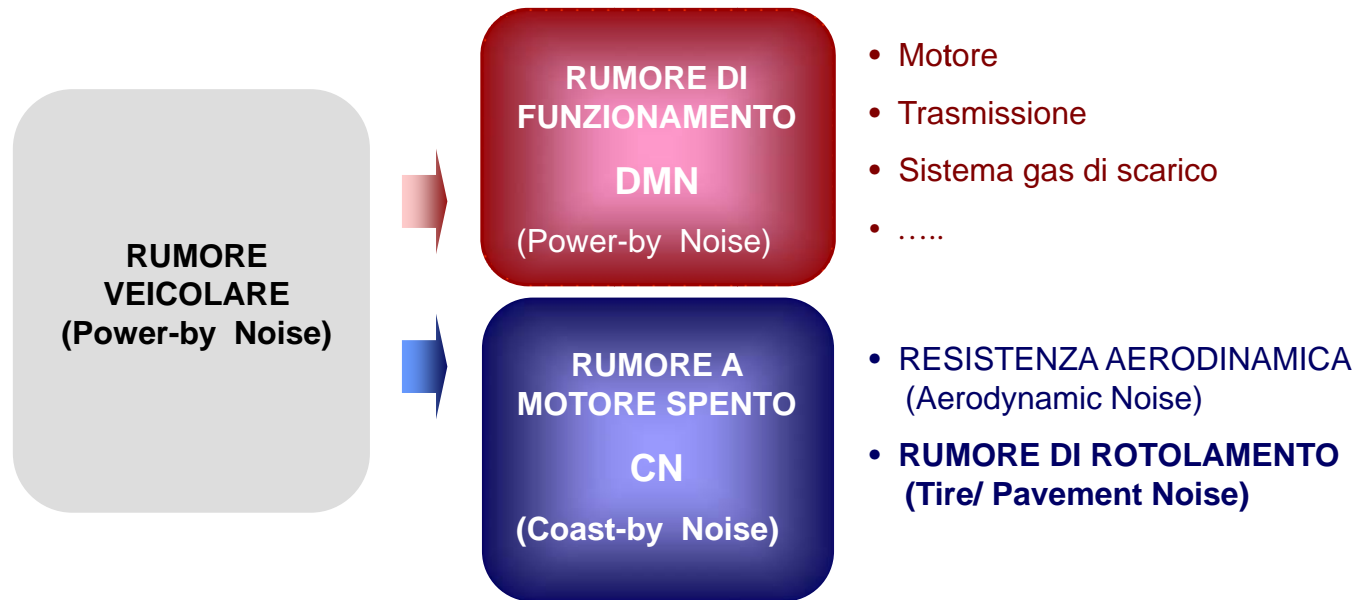 RUMORE
VEICOLARE
(Power-by Noise)
RUMORE DI
FUNZIONAMENTO
DMN
(Power-by Noise)
• Motore
• Trasmissione
• Sistema gas di scarico
• …..
RUMORE A
MOTORE SPENTO
CN
(Coast-by Noise)
• RESISTENZA AERODINAMICA
(Aerodynamic Noise)
• RUMORE DI ROTOLAMENTO
(Tire/ Pavement Noise)